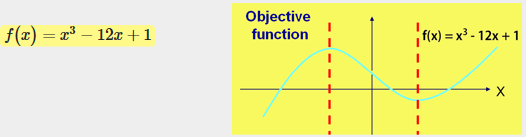 f(x) = x³ − 12x + 1
Objective
function
f(x) = x³ - 12x + 1
X